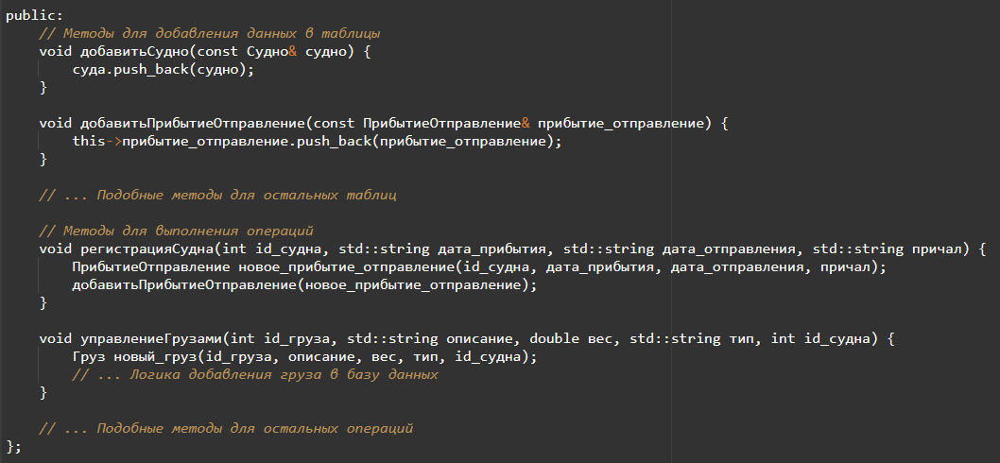 public:
// Методы для добавления данных в таблицы
void добавитьСудно(const Судно& судно) {
суда.push_back(судно);
}
void добавитьПрибытиеОтправление(const ПрибытиеОтправление& прибытие_отправление) {
this->прибытие_отправление.push_back(прибытие_отправление);
}
// ... Подобные методы для остальных таблиц
// Методы для выполнения операций
void регистрацияСудна(int id_судна, std::string дата_прибытия, std::string дата_отправления, std::string причал) {
ПрибытиеОтправление новое_прибытие_отправление(id_судна, дата_прибытия, дата_отправления, причал);
добавитьПрибытиеОтправление(новое_прибытие_отправление);
}
void управлениеГрузами(int id_груза, std::string описание, double вес, std::string тип, int id_судна) {
Груз новый_груз(id_груза, описание, вес, тип, id_судна);
// ... Логика добавления груза в базу данных
}
// ... Подобные методы для остальных операций
};